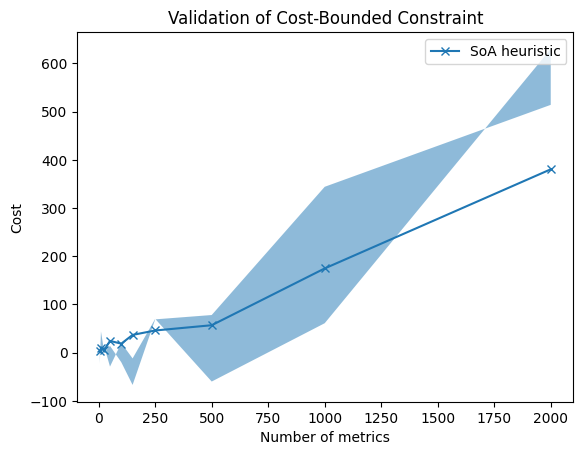 Validation of Cost-Bounded Constraint
SoA heuristic
600
500
400
300
200
100
0
−100
Cost
0 250 500 750 1000 1250 1500 1750 2000
Number of metrics